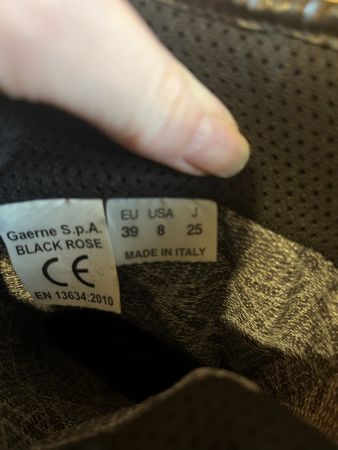 Gaerne S.p.A.
BLACK ROSE
CE
EN 13634:2010
EU USA J
39 8 25
MADE IN ITALY